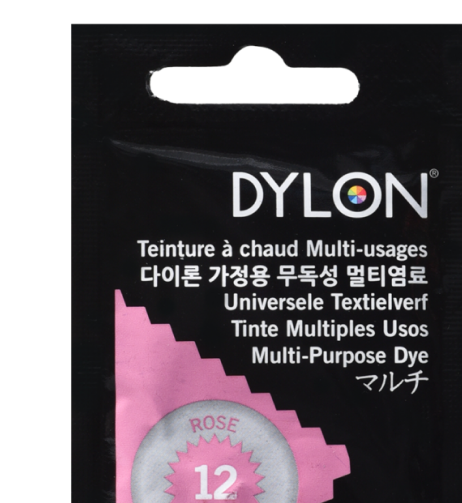 DYLON®
Teinture à chaud Multi-usages
다이론 가정용 무독성 멀티염료
Universele Textielverf
Tinte Multiples Usos
Multi-Purpose Dye
マルチ
ROSE
12